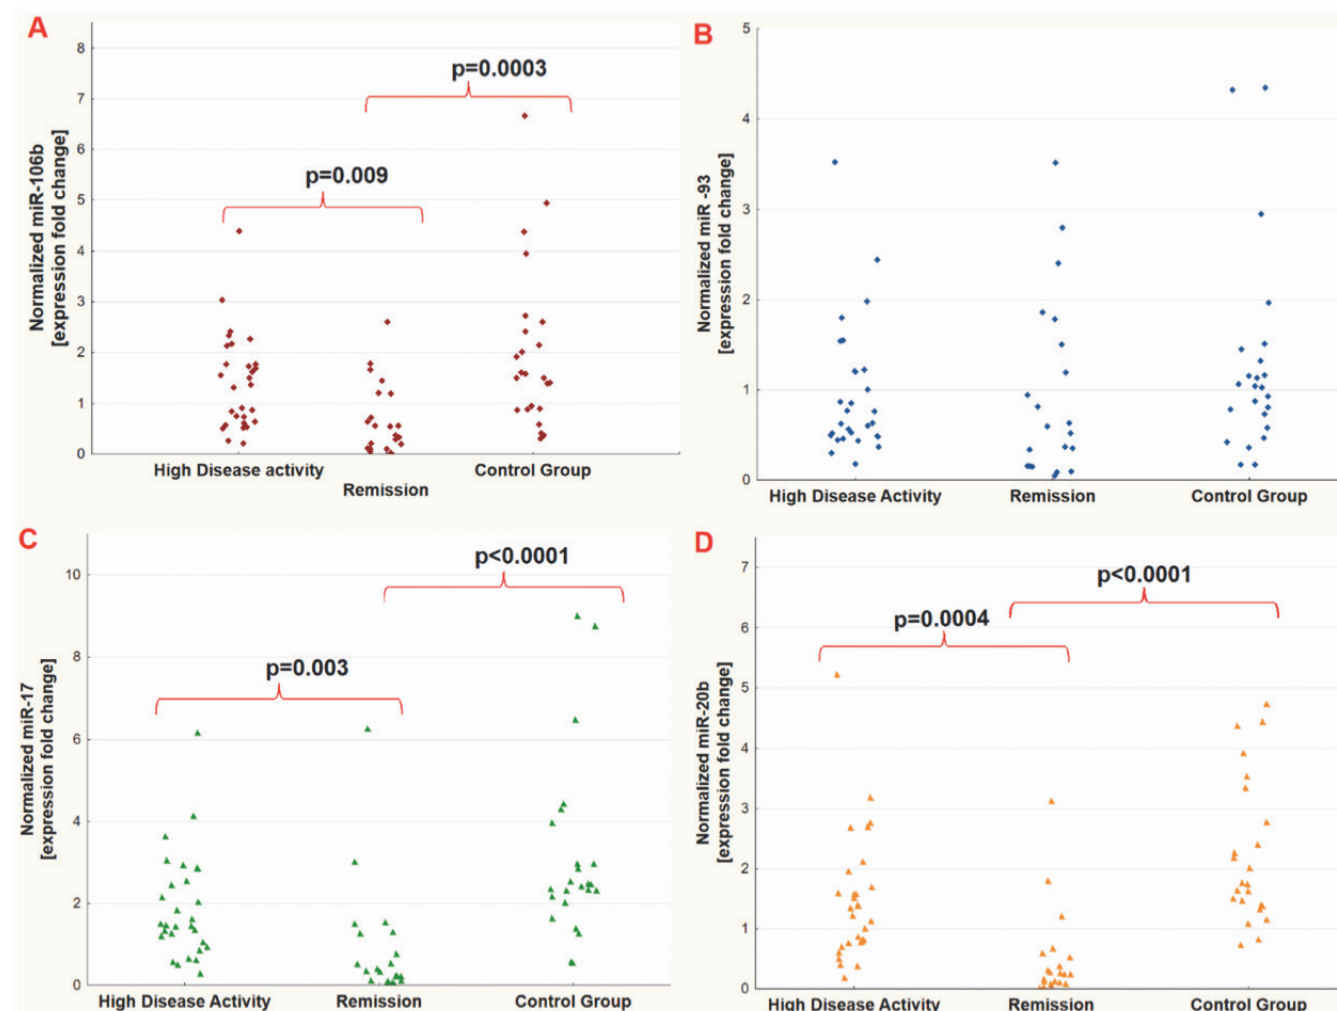 A
Normalized miR-106b
[expression fold change]
8
7
6
5
4
3
2
1
0
p=0.0003
p=0.009
High Disease activity
Remission
Control Group
B
Normalized miR -93
[expression fold change]
5
4
3
2
1
0
High Disease Activity
Remission
Control Group
C
Normalized miR-17
[expression fold change]
10
8
6
4
2
0
p<0.0001
p=0.003
High Disease Activity
Remission
Control Group
D
Normalized miR-20b
[expression fold change]
7
6
5
4
3
2
1
0
p<0.0001
p=0.0004
High Disease Activity
Remission
Control Group